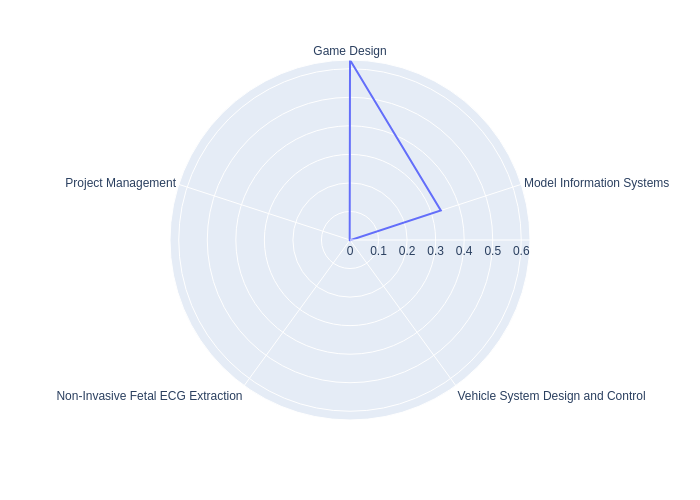 Game Design
Project Management
Model Information Systems
0 0.1 0.2 0.3 0.4 0.5 0.6
Non-Invasive Fetal ECG Extraction
Vehicle System Design and Control